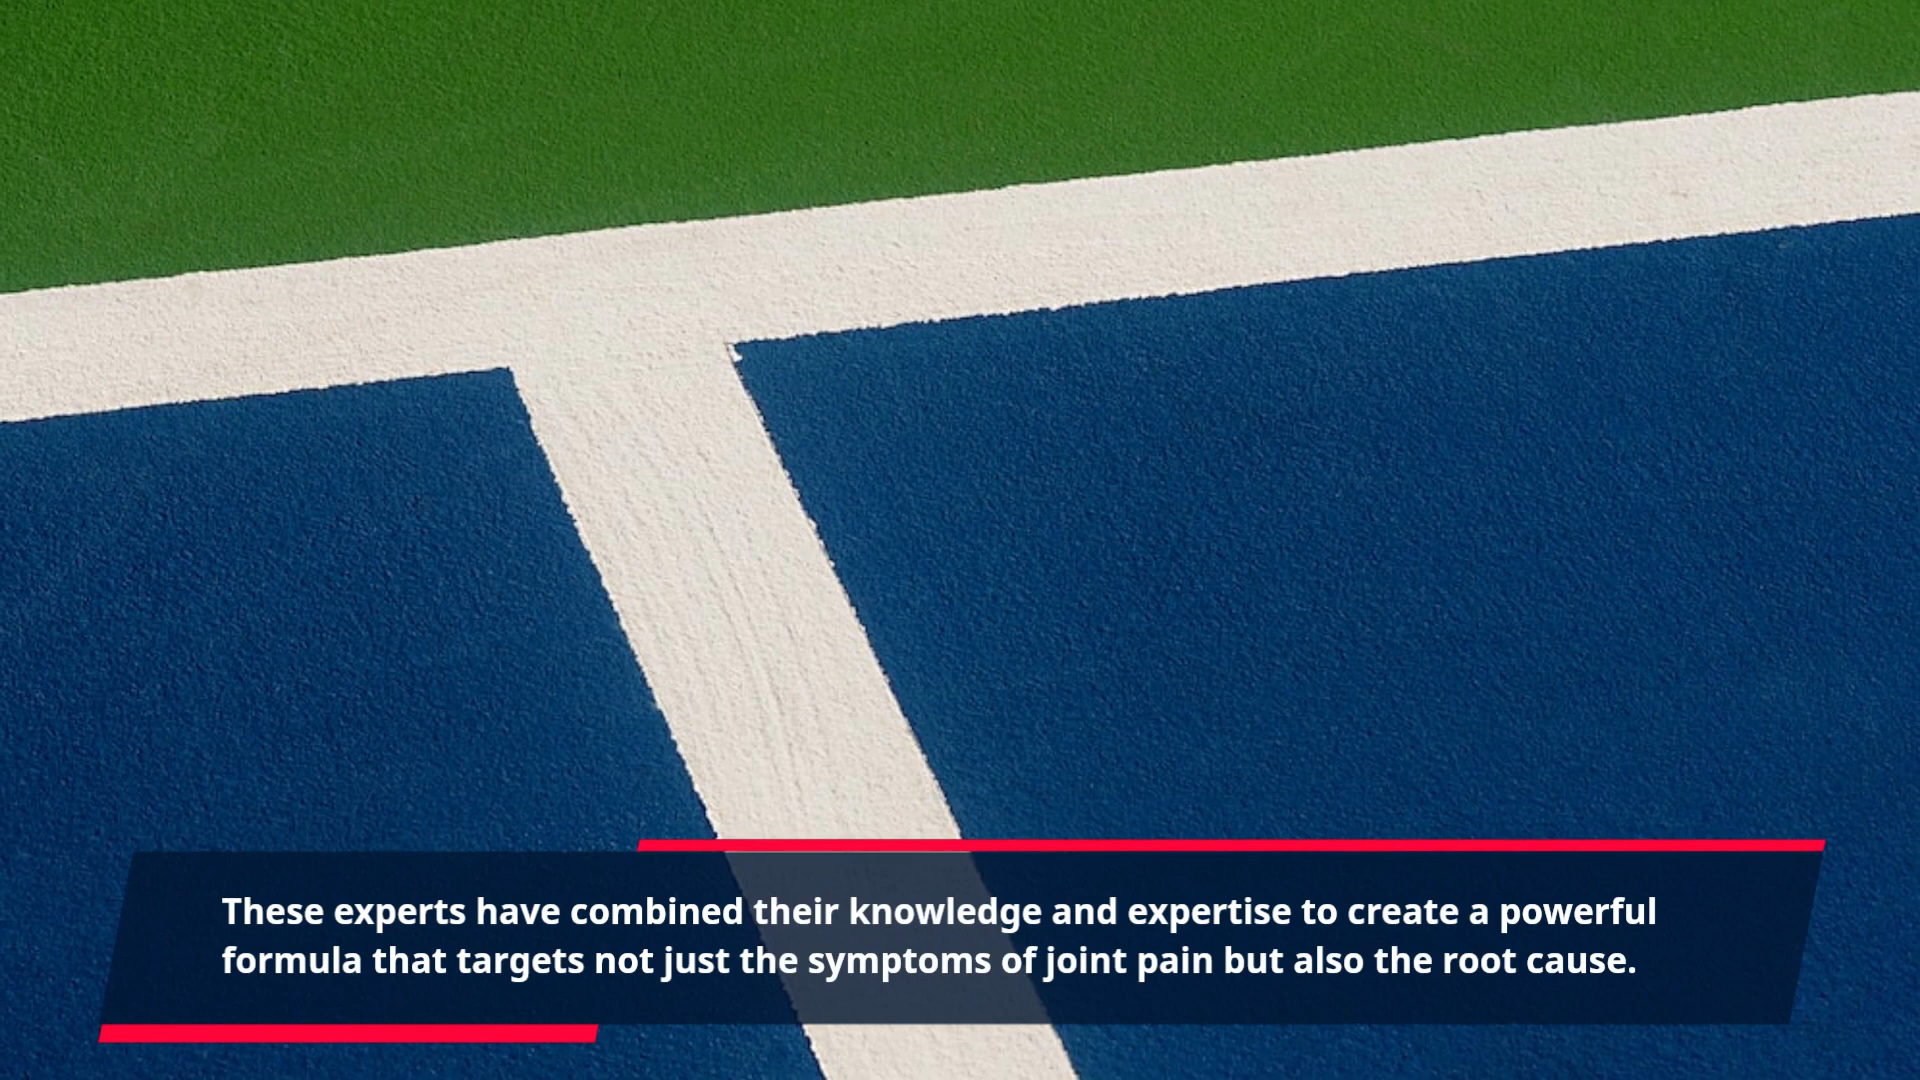 These experts have combined their knowledge and expertise to create a powerful
formula that targets not just the symptoms of joint pain but also the root cause.